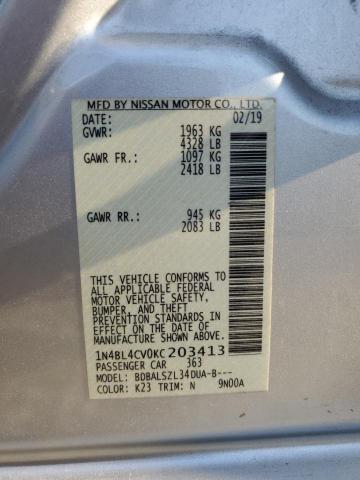 MFD BY NISSAN MOTOR CO., LTD.
DATE: 02/19
GVWR: 1963 KG
4328 LB
GAWR FR.: 1097 KG
2418 LB
GAWR RR.: 945 KG
2083 LB
THIS VEHICLE CONFORMS TO
ALL APPLICABLE FEDERAL
MOTOR VEHICLE SAFETY,
BUMPER, AND THEFT
PREVENTION STANDARDS IN
EFFECT ON THE DATE OF
MANUFACTURE SHOWN ABOVE.
1N4BL4CV0KC203413
PASSENGER CAR 363
MODEL: BDBALSZL34DUA-B---
COLOR: K23 TRIM: N 9N00A